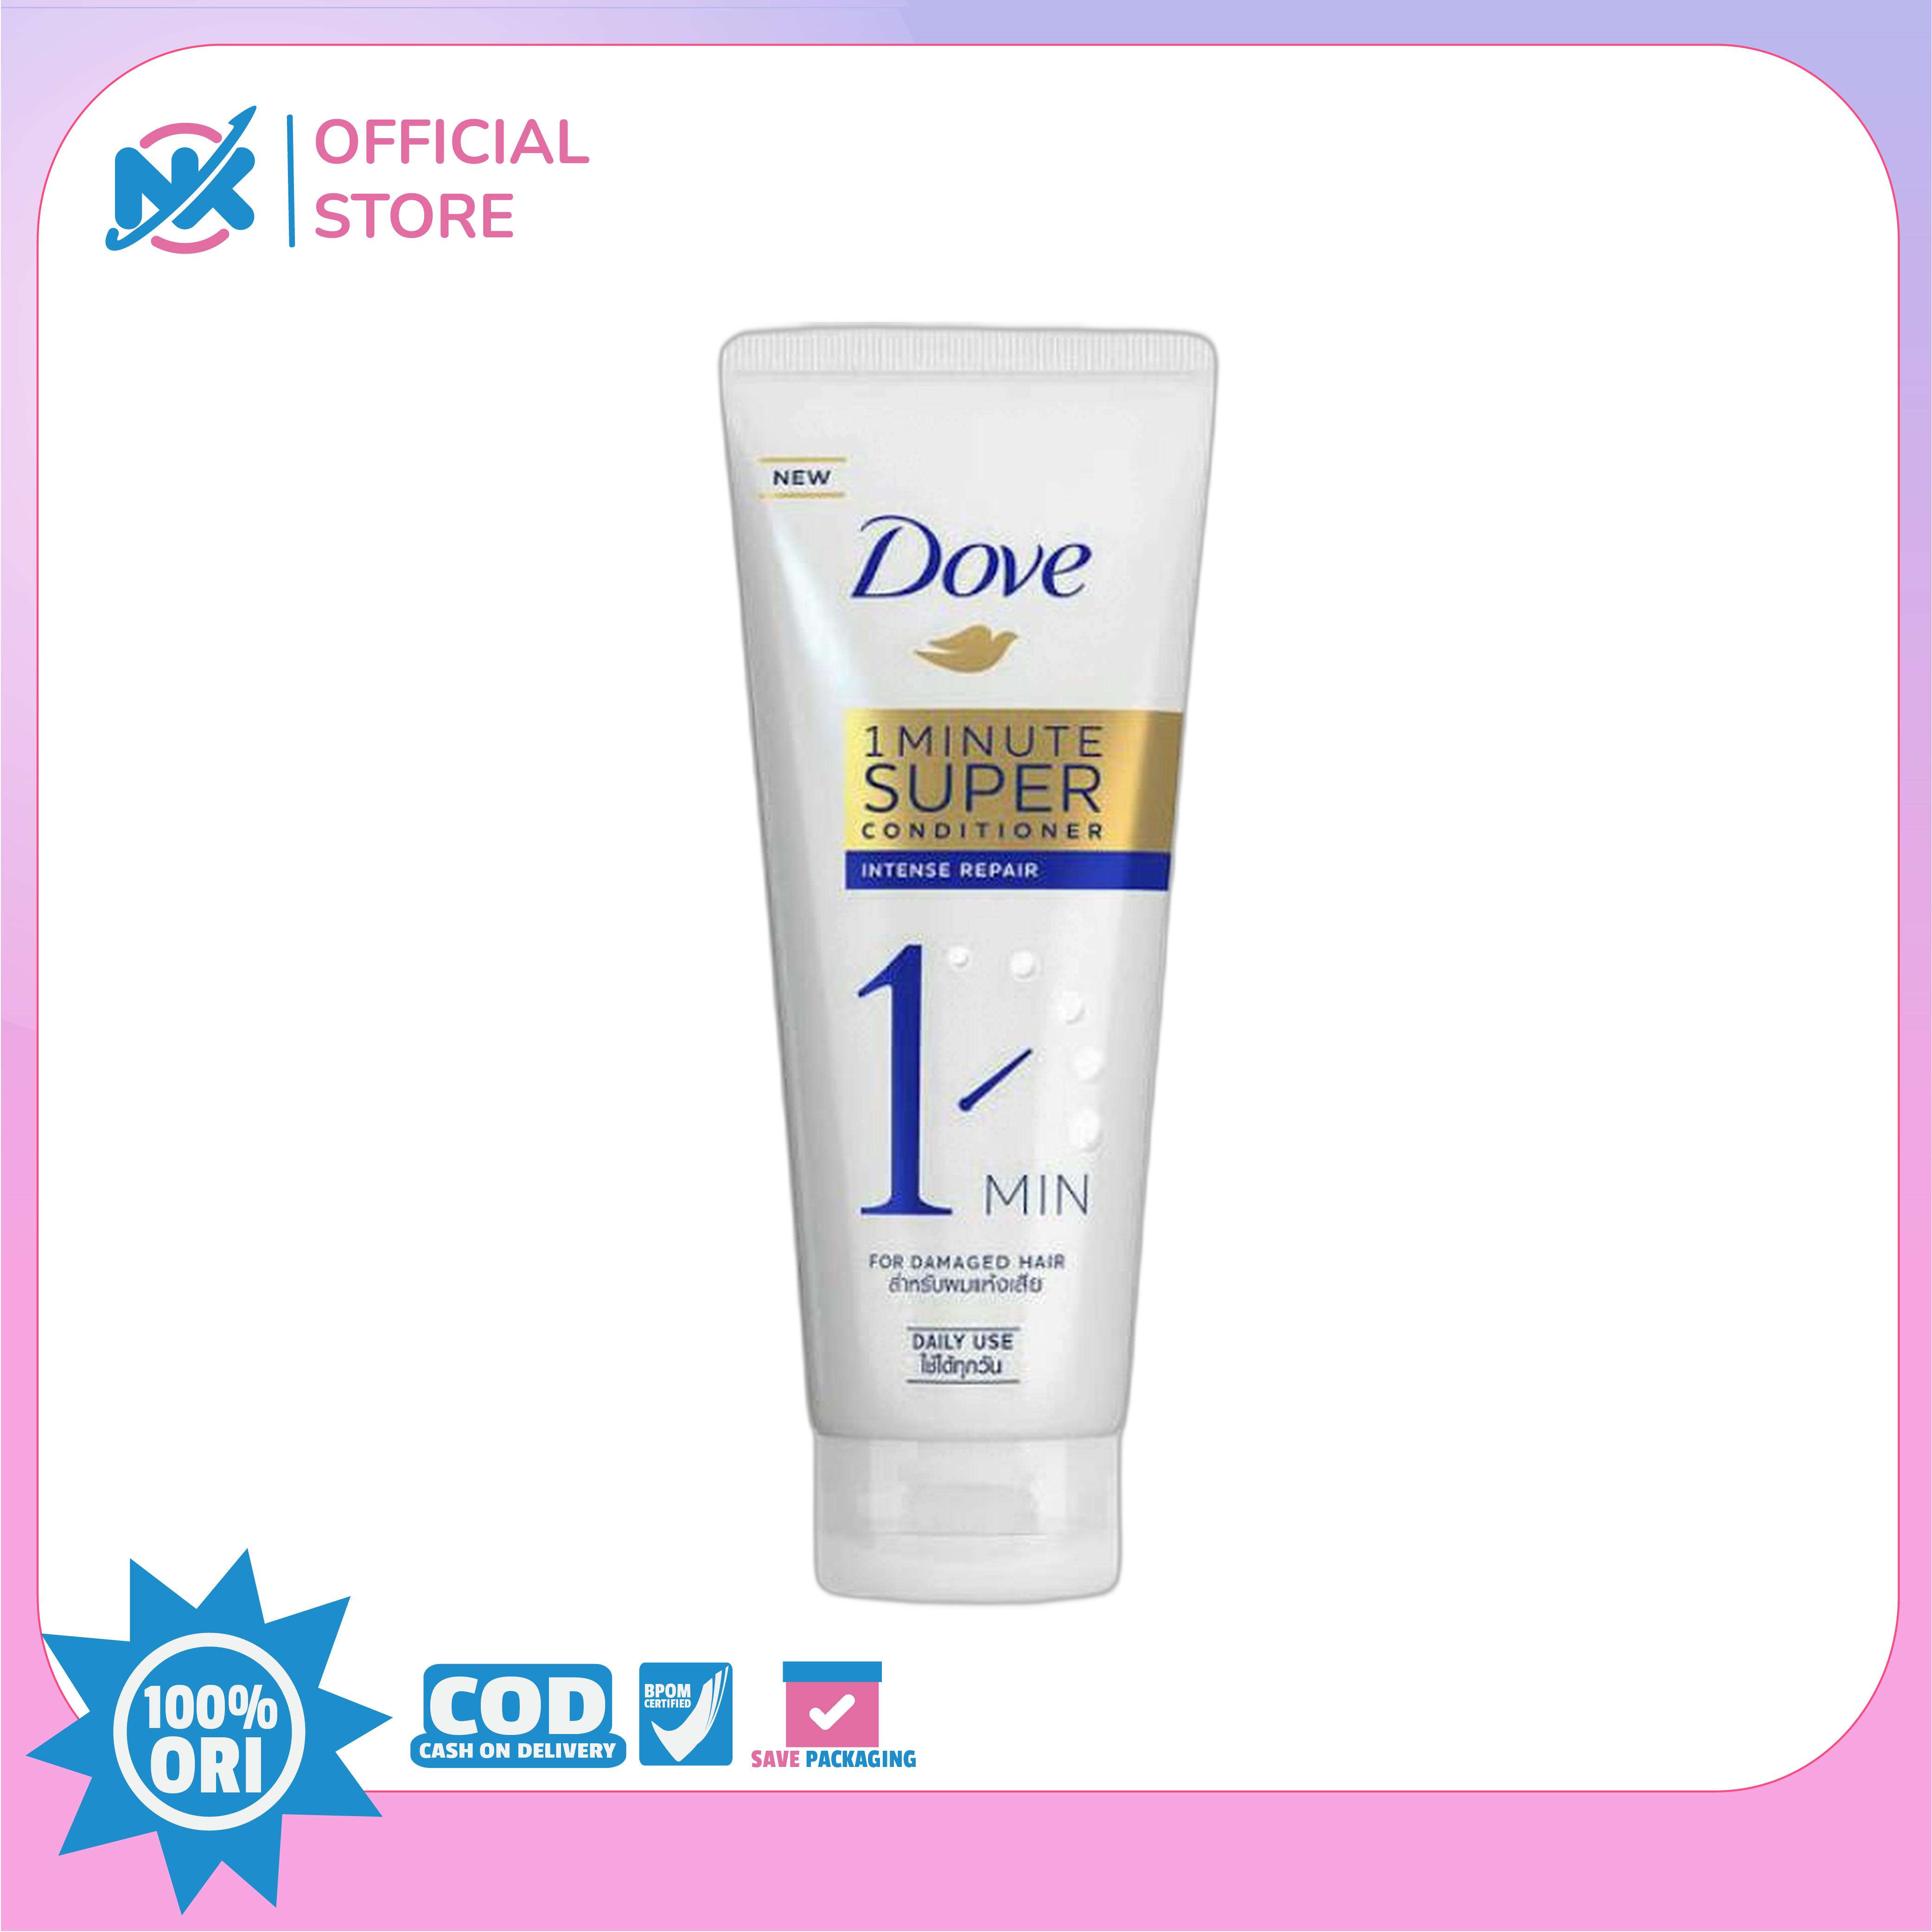 NK
OFFICIAL
STORE
NEW
Dove
1 MINUTE
SUPER
CONDITIONER
INTENSE REPAIR
1 MIN
FOR DAMAGED HAIR
สำหรับผมแห้งเสีย
DAILY USE
ใช้ได้ทุกวัน
100%
ORI
COD
CASH ON DELIVERY
BPOM
CERTIFIED
SAVE PACKAGING